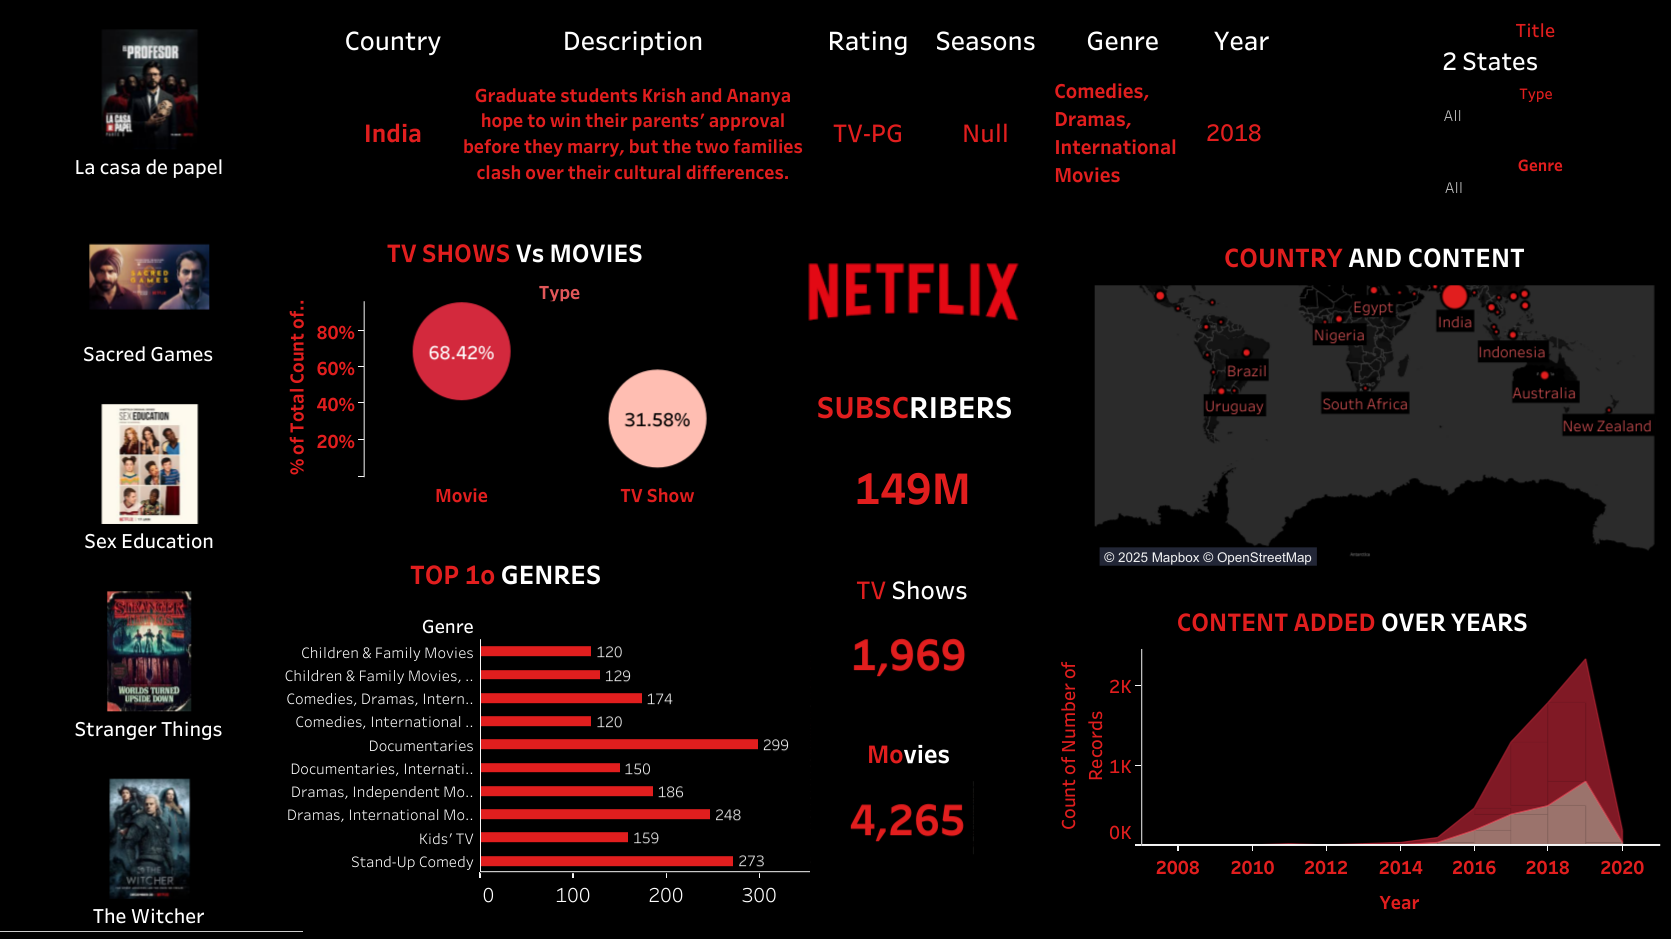 EL PROFESOR
LA CASA DE PAPEL
La casa de papel
SACRED GAMES
Sacred Games
SEX EDUCATION
NETFLIX
Sex Education
STRANGER THINGS
WORLDS TURNED
UPSIDE DOWN
Stranger Things
THE WITCHER
The Witcher
Country Description Rating Seasons Genre Year
India
Graduate students Krish and Ananya
hope to win their parents’ approval
before they marry, but the two families
clash over their cultural differences.
TV-PG
Null
Comedies,
Dramas,
International
Movies
2018
Title
2 States
Type
All
Genre
All
TV SHOWS Vs MOVIES
Type
% of Total Count of..
80%
60%
40%
20%
68.42%
31.58%
Movie TV Show
NETFLIX
SUBSCRIBERS
149M
TV Shows
1,969
Movies
4,265
COUNTRY AND CONTENT
Egypt
India
Nigeria
Indonesia
Brazil
Australia
Uruguay
South Africa
New Zealand
© 2025 Mapbox © OpenStreetMap
TOP 1o GENRES
Genre
Children & Family Movies 120
Children & Family Movies, .. 129
Comedies, Dramas, Intern.. 174
Comedies, International .. 120
Documentaries 299
Documentaries, Internati.. 150
Dramas, Independent Mo.. 186
Dramas, International Mo.. 248
Kids’ TV 159
Stand-Up Comedy 273
0 100 200 300
CONTENT ADDED OVER YEARS
Count of Number of
Records
2K
1K
0K
2008 2010 2012 2014 2016 2018 2020
Year